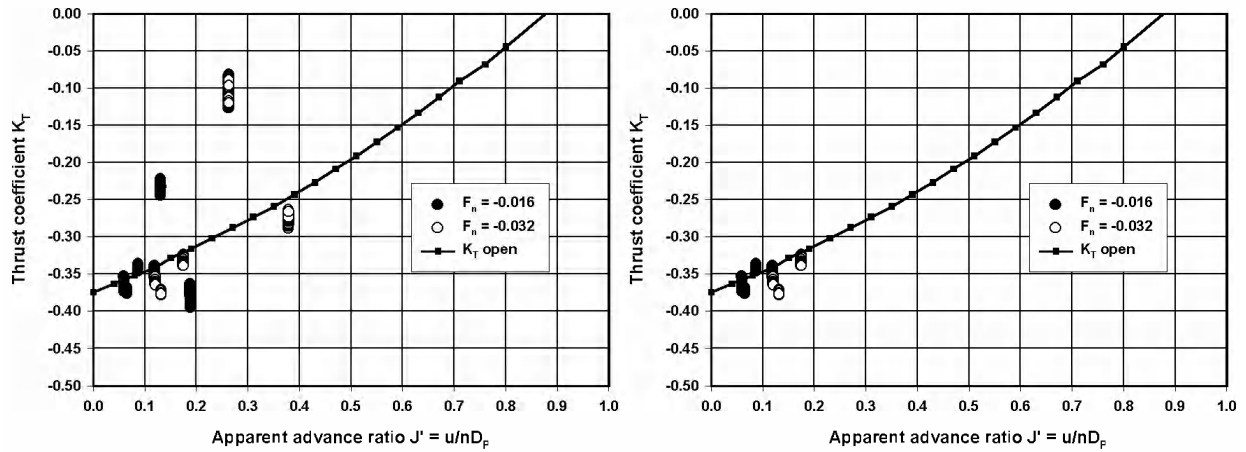 0.00
-0.05
-0.10
-0.15
-0.20
-0.25
-0.30
-0.35
-0.40
-0.45
-0.50
Thrust coefficient K_T
0.0 0.1 0.2 0.3 0.4 0.5 0.6 0.7 0.8 0.9 1.0
Apparent advance ratio J' = u/nD_P
F_n = -0.016
F_n = -0.032
K_T open
0.00
-0.05
-0.10
-0.15
-0.20
-0.25
-0.30
-0.35
-0.40
-0.45
-0.50
Thrust coefficient K_T
0.0 0.1 0.2 0.3 0.4 0.5 0.6 0.7 0.8 0.9 1.0
Apparent advance ratio J' = u/nD_P
F_n = -0.016
F_n = -0.032
K_T open